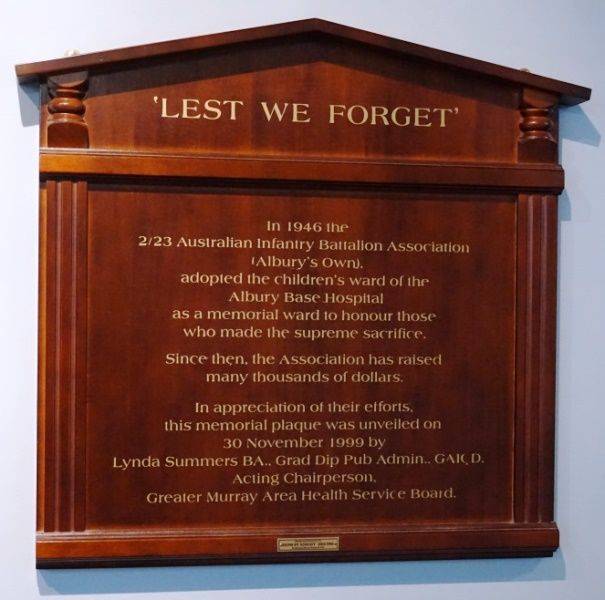 'LEST WE FORGET'
In 1946 the
2/23 Australian Infantry Battalion Association
(Albury's Own),
adopted the children's ward of the
Albury Base Hospital
as a memorial ward to honour those
who made the supreme sacrifice.
Since then, the Association has raised
many thousands of dollars.
In appreciation of their efforts,
this memorial plaque was unveiled on
30 November 1999 by
Lynda Summers BA., Grad Dip Pub Admin., GAICD.
Acting Chairperson,
Greater Murray Area Health Service Board.